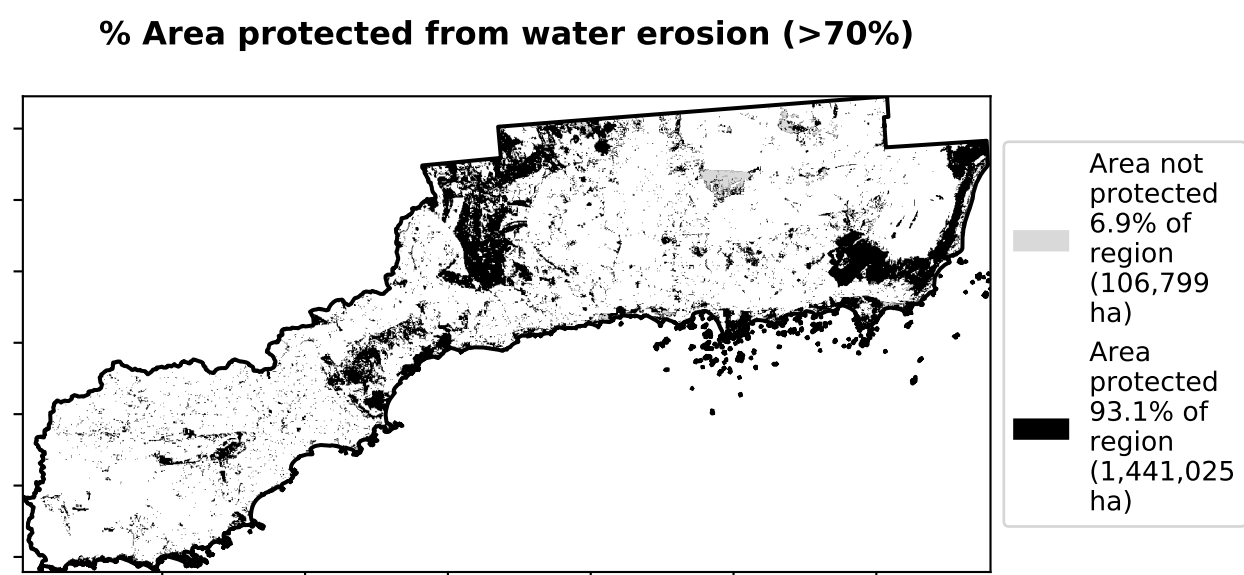 % Area protected from water erosion (>70%)
Area not
protected
6.9% of
region
(106,799
ha)
Area
protected
93.1% of
region
(1,441,025
ha)